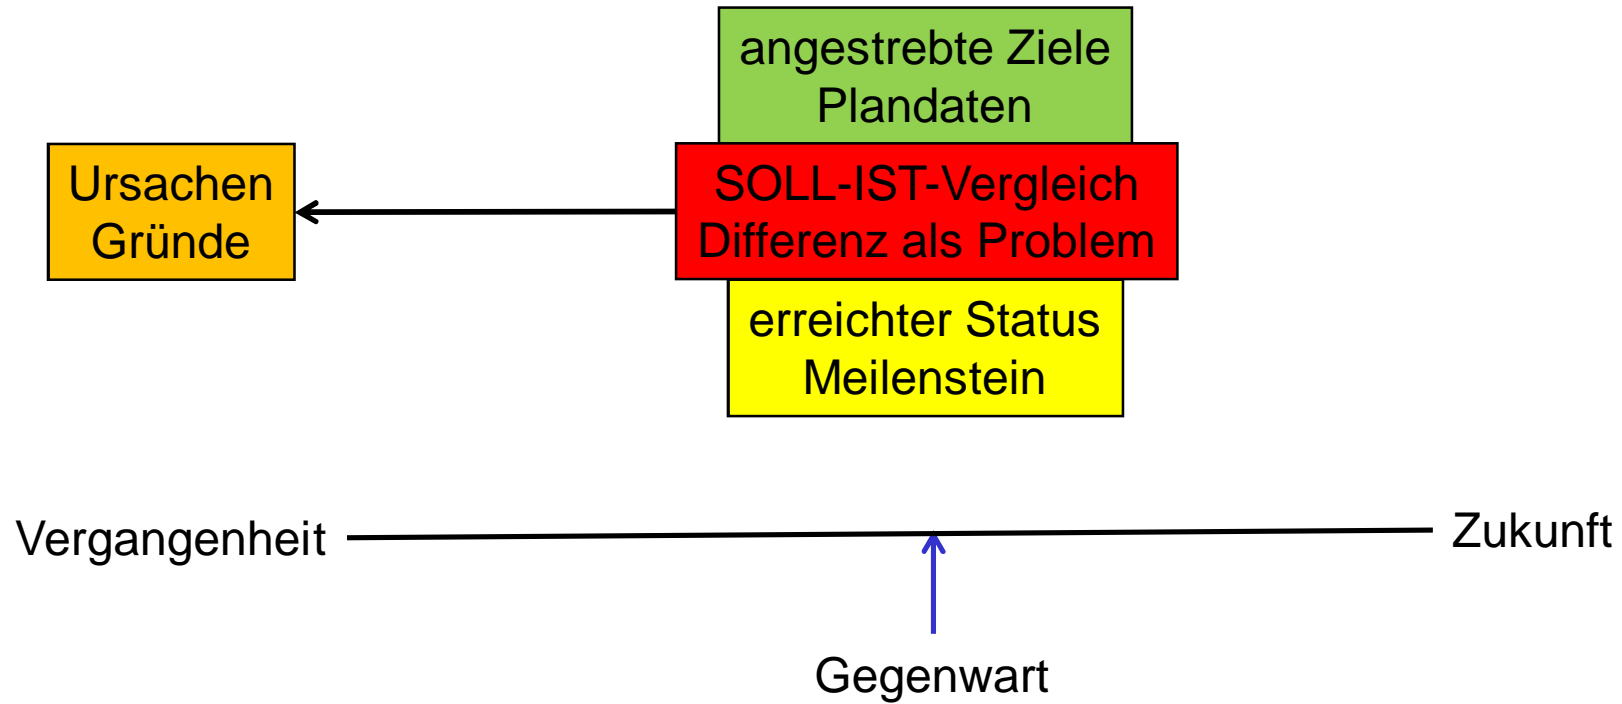 angestrebte Ziele
Plandaten
Ursachen
Gründe
SOLL-IST-Vergleich
Differenz als Problem
erreichter Status
Meilenstein
Vergangenheit
Zukunft
Gegenwart